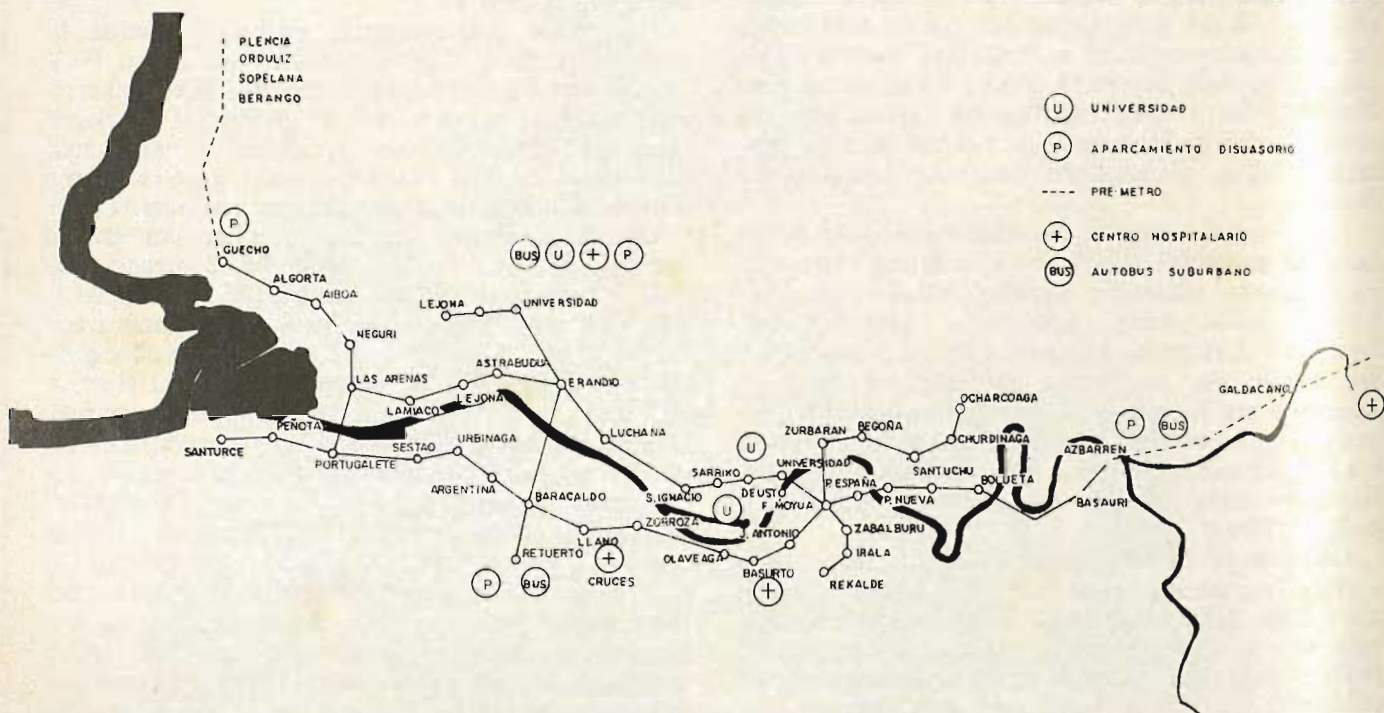 PLENCIA
ORDULIZ
SOPELANA
BERANGO
U UNIVERSIDAD
P APARCAMIENTO DISUASORIO
PRE-METRO
+ CENTRO HOSPITALARIO
BUS AUTOBUS SUBURBANO
P
GUECHO
ALGORTA
AIBOA
NEGURI
LAS ARENAS
LAMIACO
LEJONA
ASTRABUDUA
ERANDIO
BUS U + P
LEJONA
UNIVERSIDAD
LUCHANA
S. IGNACIO
SARRIKO
U
UNIVERSIDAD
DEUSTO
F. MOYUA
U
J. ANTONIO
SANTURCE
PEÑOTA
PORTUGALETE
SESTAO
URBINAGA
ARGENTINA
BARACALDO
RETUERTO
P BUS
LLANO
+
CRUCES
ZORROZA
OLAVEAGA
BASURTO
+
ZURBARAN
BEGOÑA
OCHARCOAGA
CHURDINAGA
P. ESPAÑA
P. NUEVA
SANTUCHU
BOLUETA
ZABALBURU
IRALA
REKALDE
BASAURI
AZBARREN
P BUS
GALDACANO
+